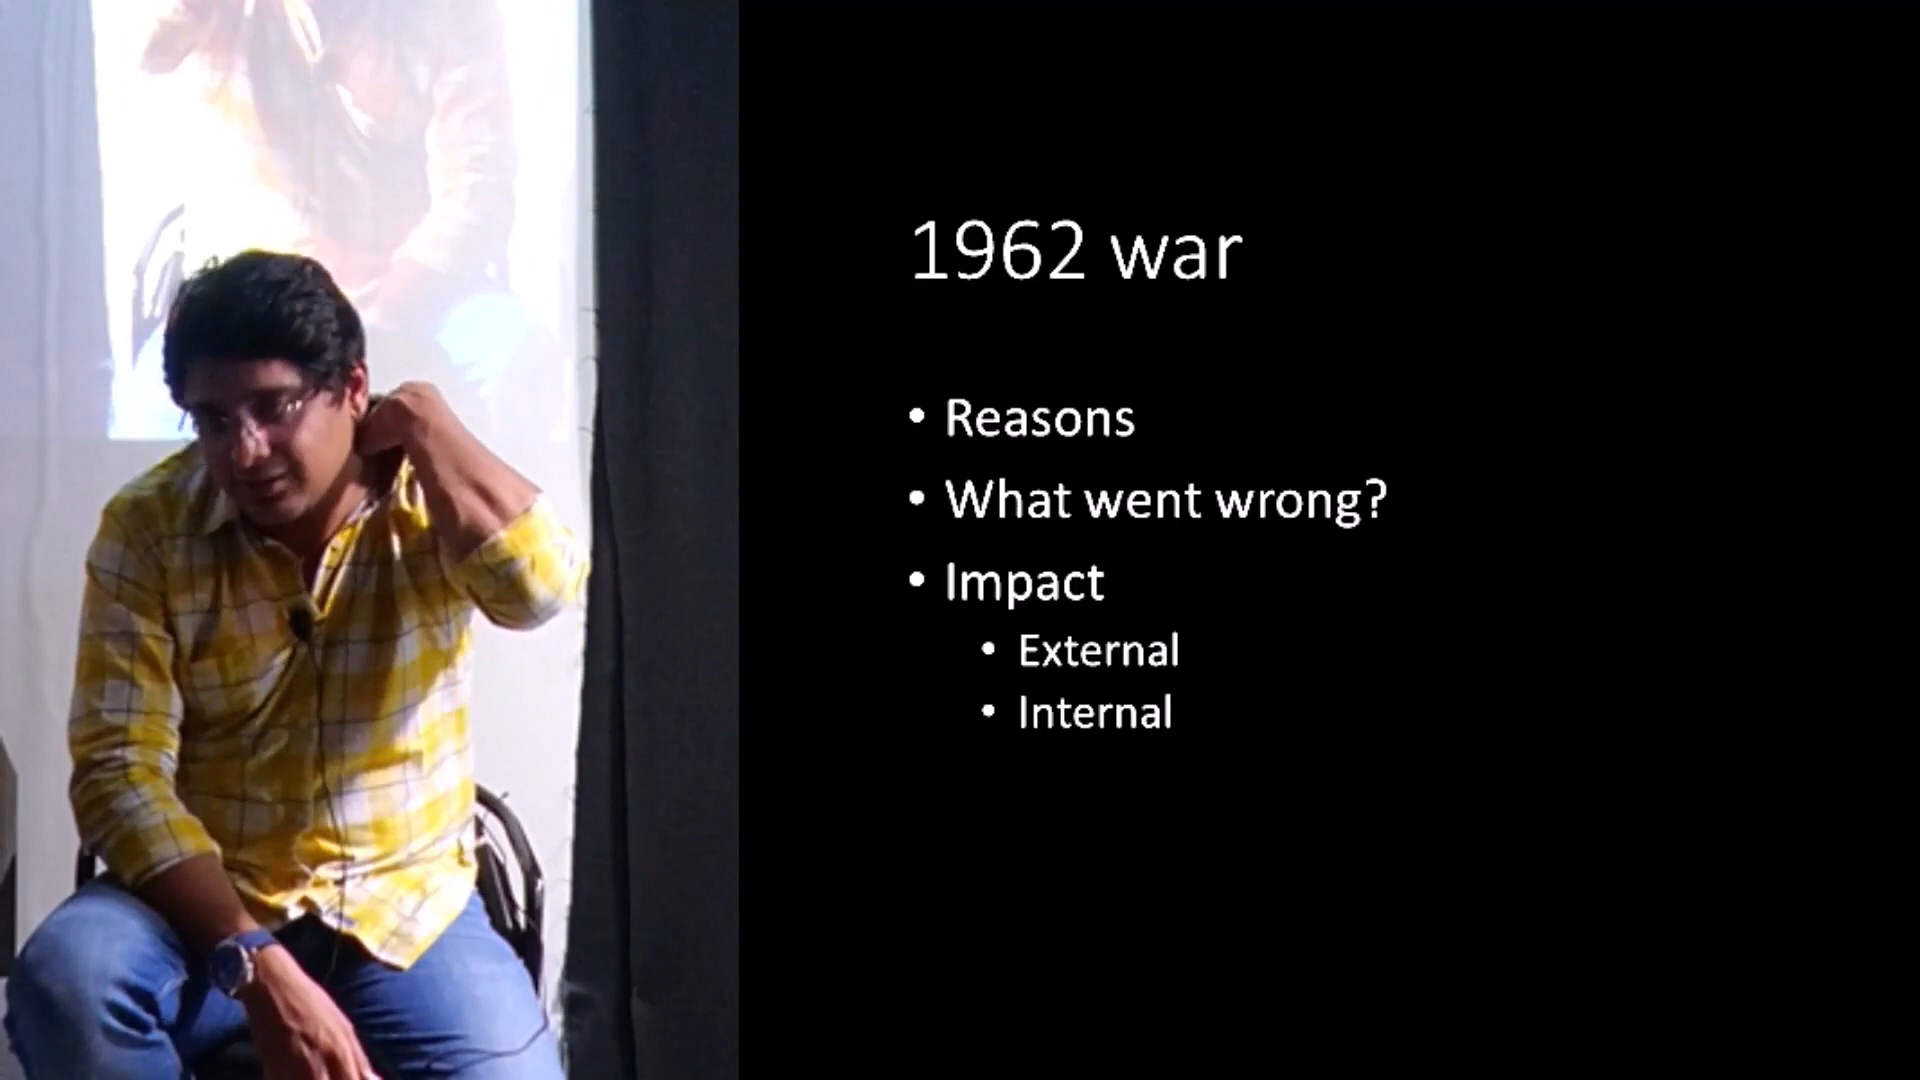 1962 war
• Reasons
• What went wrong?
• Impact
• External
• Internal